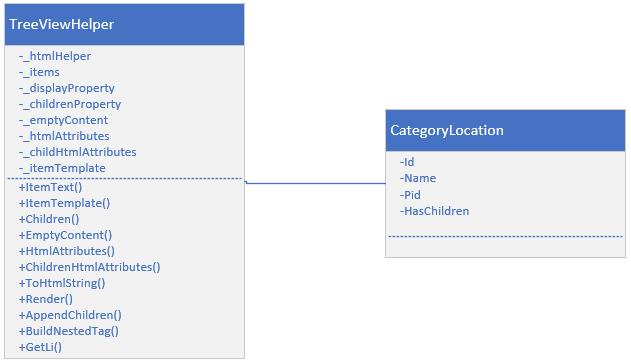 TreeViewHelper
-_htmlHelper
-_items
-_displayProperty
-_childrenProperty
-_emptyContent
-_htmlAttributes
-_childHtmlAttributes
-_itemTemplate
+ItemText()
+ItemTemplate()
+Children()
+EmptyContent()
+HtmlAttributes()
+ChildrenHtmlAttributes()
+ToHtmlString()
+Render()
+AppendChildren()
+BuildNestedTag()
+GetLi()
CategoryLocation
-Id
-Name
-Pid
-HasChildren